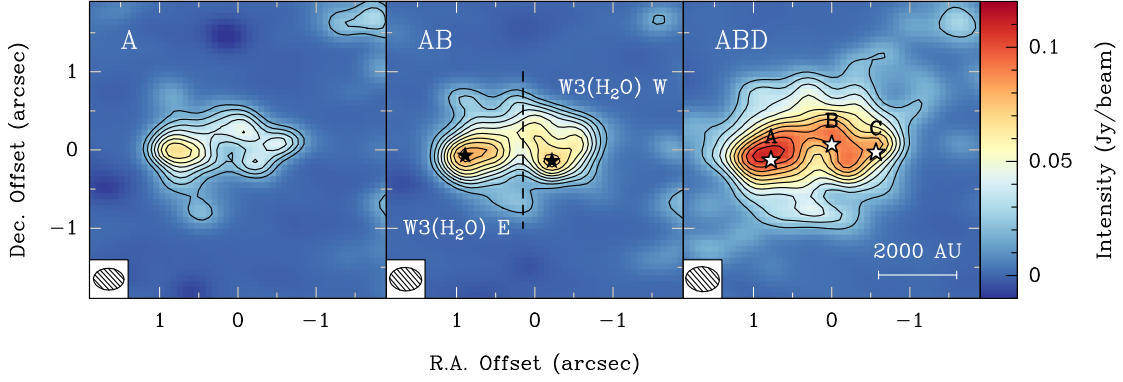 A
AB
ABD
W3(H₂O) W
W3(H₂O) E
A
B
C
2000 AU
1
0
−1
1 0 −1 1 0 −1 1 0 −1
Dec. Offset (arcsec)
R.A. Offset (arcsec)
0.1
0.05
0
Intensity (Jy/beam)